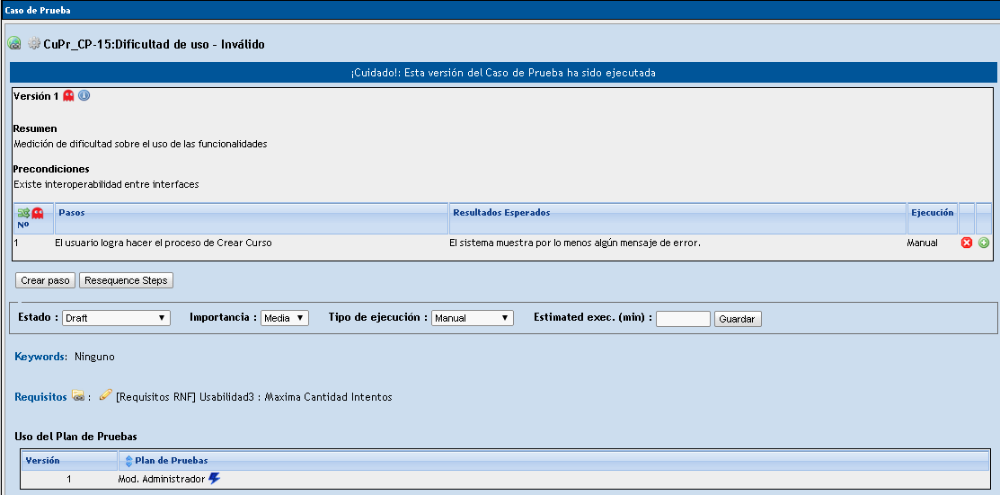 Caso de Prueba
CuPr_CP-15:Dificultad de uso - Inválido
¡Cuidado!: Esta versión del Caso de Prueba ha sido ejecutada
Versión 1
Resumen
Medición de dificultad sobre el uso de las funcionalidades
Precondiciones
Existe interoperabilidad entre interfaces
Nº Pasos Resultados Esperados Ejecución
1 El usuario logra hacer el proceso de Crear Curso El sistema muestra por lo menos algún mensaje de error. Manual
Crear paso Resequence Steps
Estado : Draft Importancia : Media Tipo de ejecución : Manual Estimated exec. (min) : Guardar
Keywords: Ninguno
Requisitos : [Requisitos RNF] Usabilidad3 : Maxima Cantidad Intentos
Uso del Plan de Pruebas
Versión Plan de Pruebas
1 Mod. Administrador